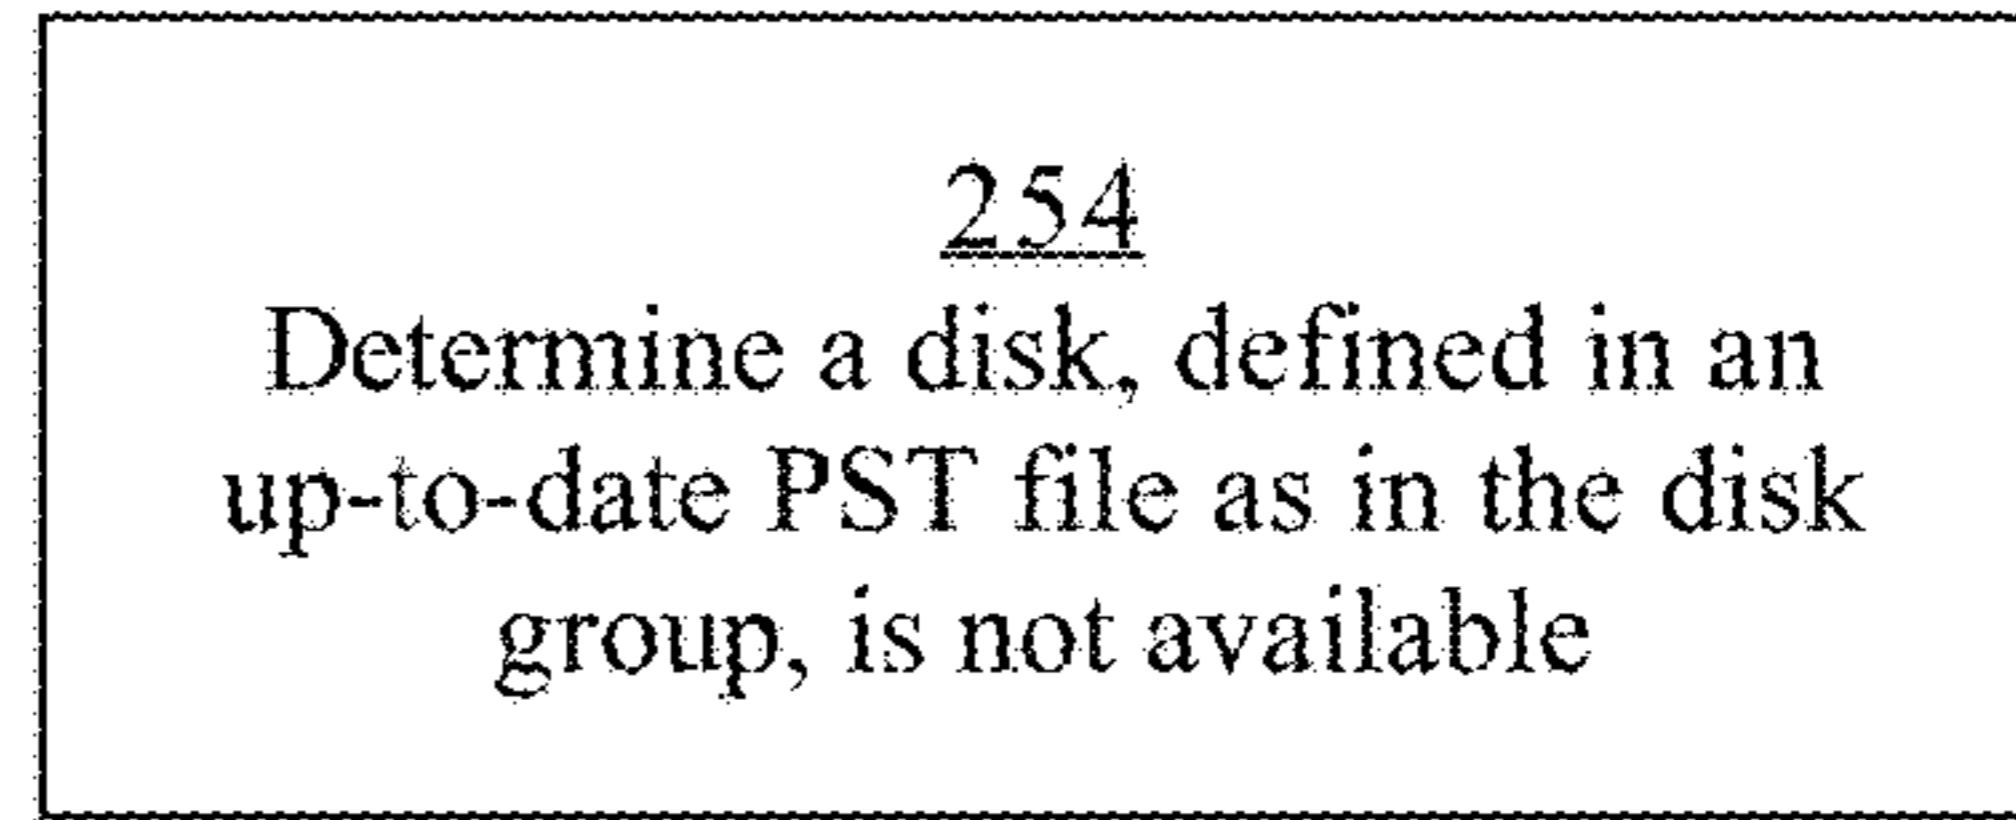 254
Determine a disk, defined in an
up-to-date PST file as in the disk
group, is not available